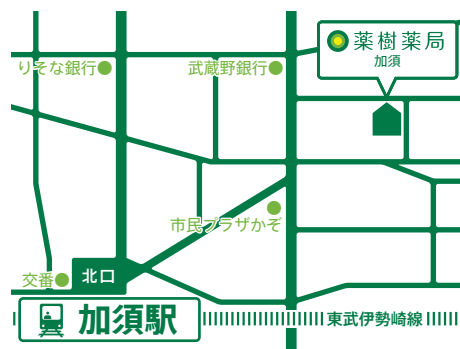 薬樹薬局
加須
りそな銀行
武蔵野銀行
市民プラザかぞ
交番
北口
加須駅
東武伊勢崎線